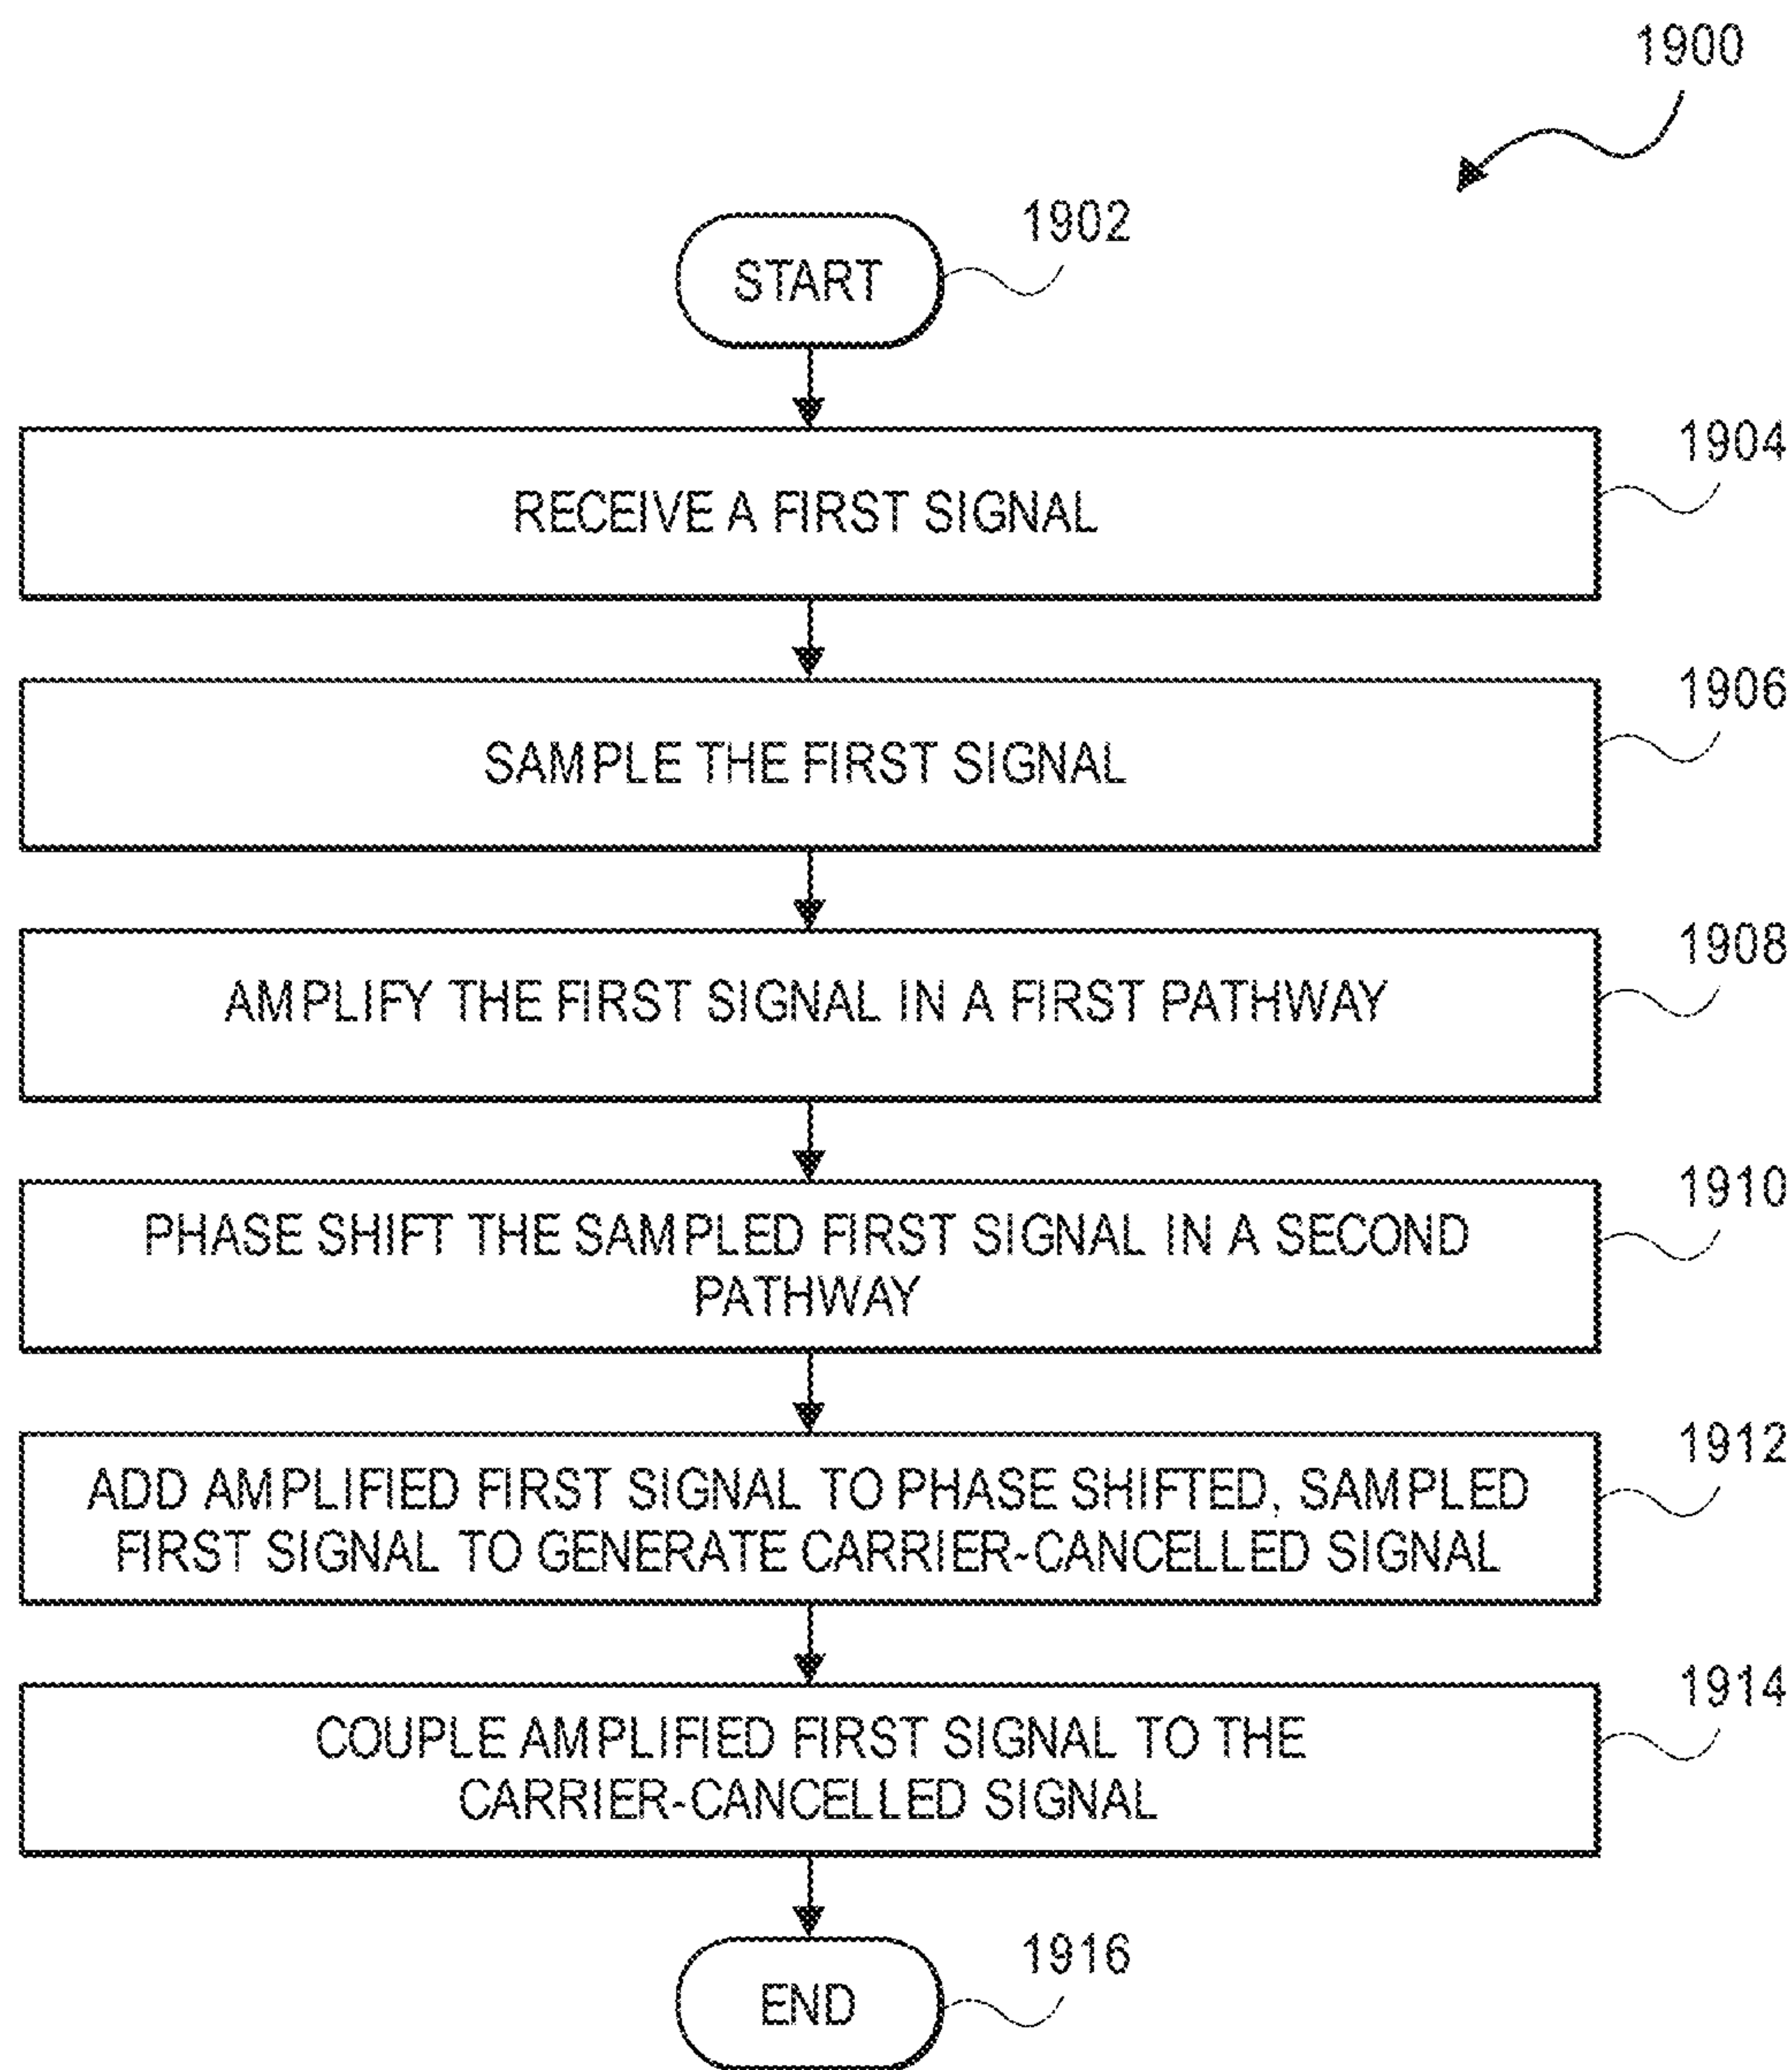 1900
START
1902
RECEIVE A FIRST SIGNAL
1904
SAMPLE THE FIRST SIGNAL
1906
AMPLIFY THE FIRST SIGNAL IN A FIRST PATHWAY
1908
PHASE SHIFT THE SAMPLED FIRST SIGNAL IN A SECOND
PATHWAY
1910
ADD AMPLIFIED FIRST SIGNAL TO PHASE SHIFTED, SAMPLED
FIRST SIGNAL TO GENERATE CARRIER-CANCELLED SIGNAL
1912
COUPLE AMPLIFIED FIRST SIGNAL TO THE
CARRIER-CANCELLED SIGNAL
1914
END
1916